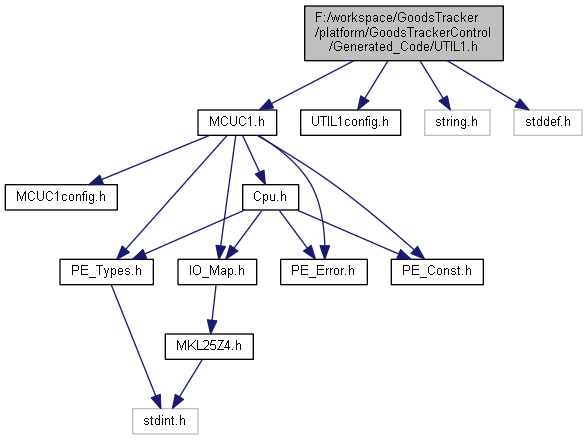 F:/workspace/GoodsTracker
/platform/GoodsTrackerControl
/Generated_Code/UTIL1.h
MCUC1.h
UTIL1config.h
string.h
stddef.h
MCUC1config.h
Cpu.h
PE_Types.h
IO_Map.h
PE_Error.h
PE_Const.h
MKL25Z4.h
stdint.h